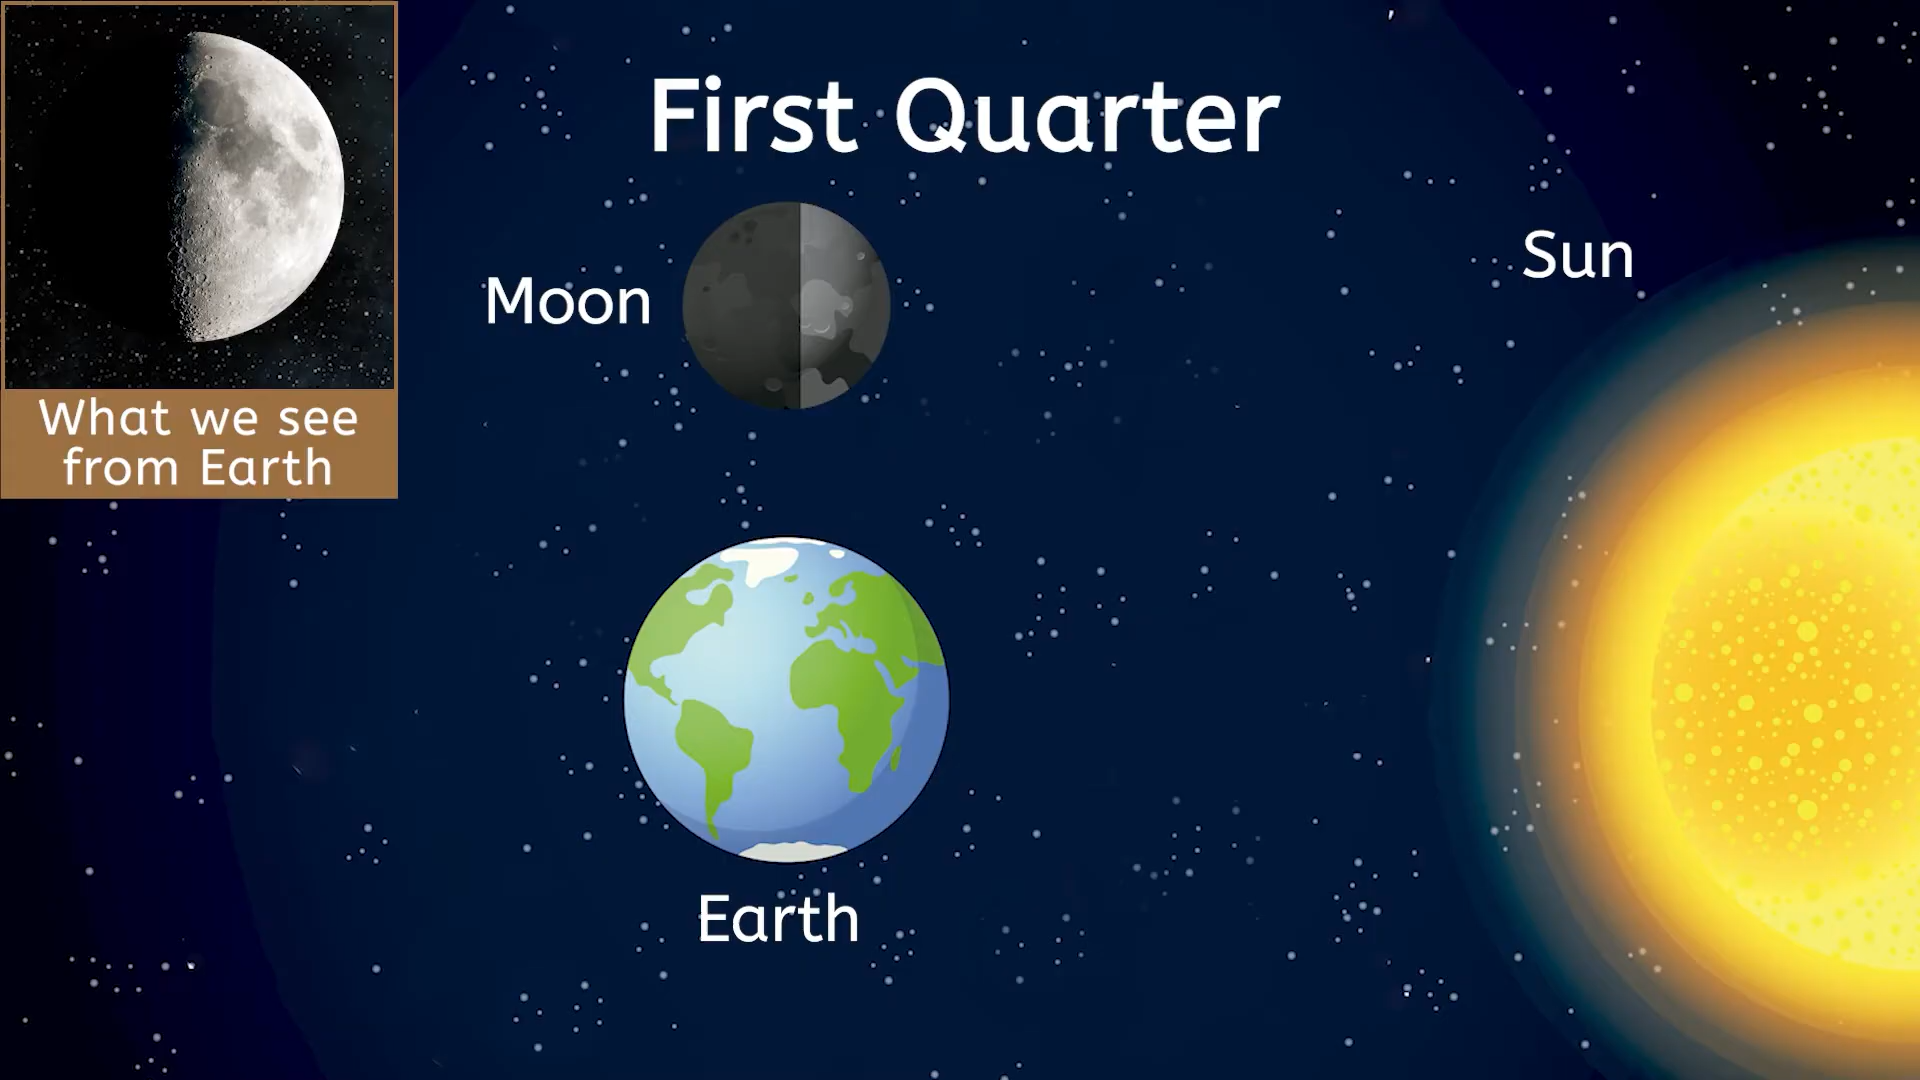 First Quarter
Sun
Moon
What we see
from Earth
Earth